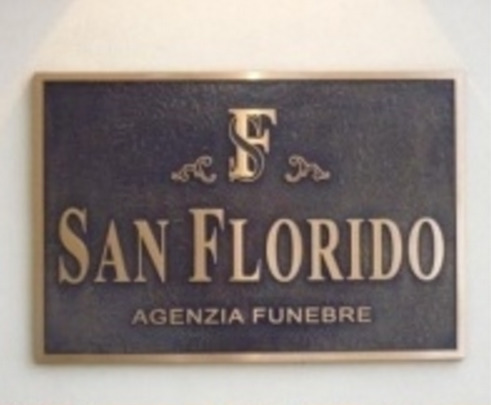 SF
SAN FLORIDO
AGENZIA FUNEBRE